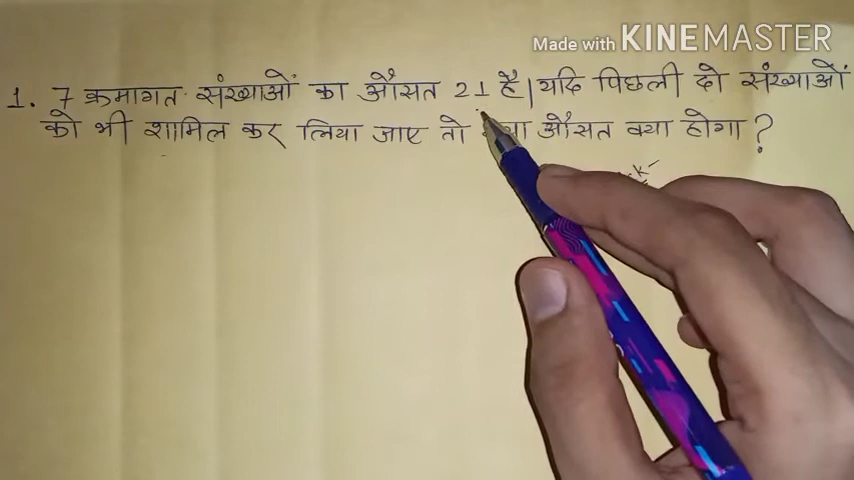 Made with KINEMASTER
1. 7 क्रमागत संख्याओं का औसत 21 है। यदि पिछली दो संख्याओं
को भी शामिल कर लिया जाए तो औसत क्या होगा ?